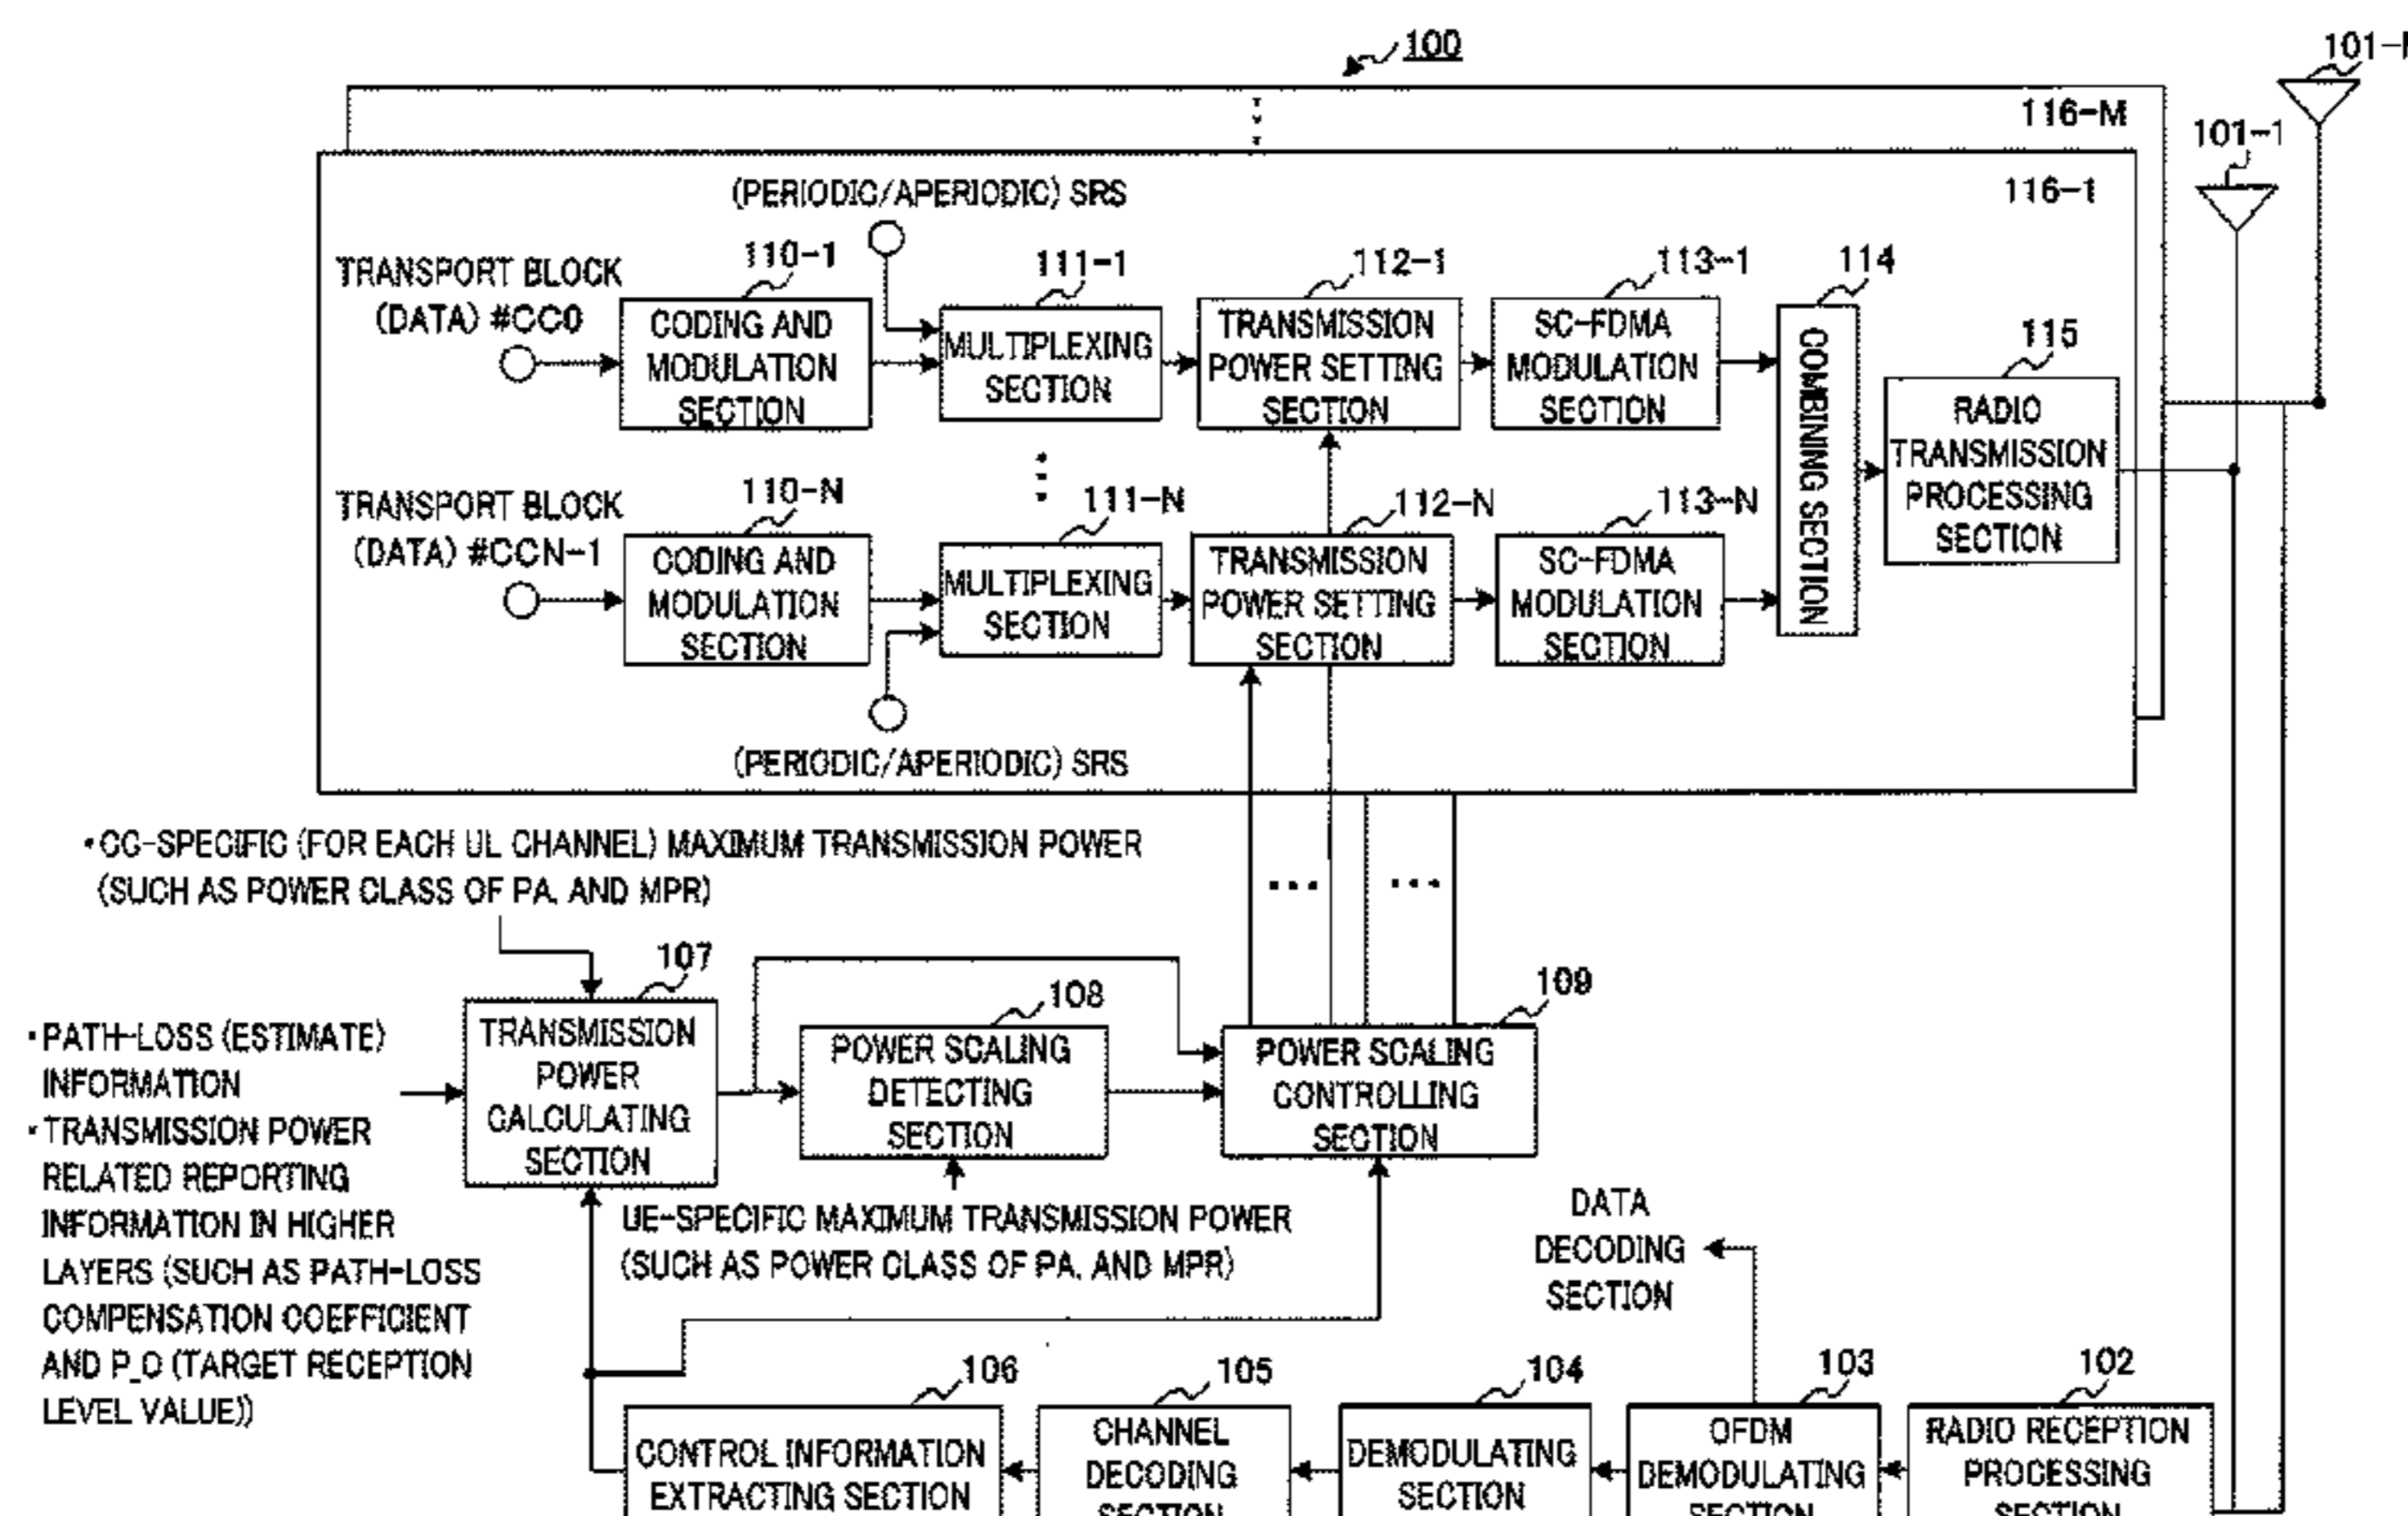 100
101-M
116-M
101-1
116-1
(PERIODIC/APERIODIC) SRS
TRANSPORT BLOCK
(DATA) #CC0
110-1
111-1
112-1
113-1
114
115
CODING AND
MODULATION
SECTION
MULTIPLEXING
SECTION
TRANSMISSION
POWER SETTING
SECTION
SC-FDMA
MODULATION
SECTION
COMBINING SECTION
RADIO
TRANSMISSION
PROCESSING
SECTION
TRANSPORT BLOCK
(DATA) #CCN-1
110-N
111-N
112-N
113-N
CODING AND
MODULATION
SECTION
MULTIPLEXING
SECTION
TRANSMISSION
POWER SETTING
SECTION
SC-FDMA
MODULATION
SECTION
(PERIODIC/APERIODIC) SRS
・CC-SPECIFIC (FOR EACH UL CHANNEL) MAXIMUM TRANSMISSION POWER
(SUCH AS POWER CLASS OF PA, AND MPR)
107
108
109
・PATH-LOSS (ESTIMATE)
INFORMATION
・TRANSMISSION POWER
RELATED REPORTING
INFORMATION IN HIGHER
LAYERS (SUCH AS PATH-LOSS
COMPENSATION COEFFICIENT
AND P_O (TARGET RECEPTION
LEVEL VALUE))
TRANSMISSION
POWER
CALCULATING
SECTION
POWER SCALING
DETECTING
SECTION
POWER SCALING
CONTROLLING
SECTION
UE-SPECIFIC MAXIMUM TRANSMISSION POWER
(SUCH AS POWER CLASS OF PA, AND MPR)
DATA
DECODING
SECTION
106
105
104
103
102
CONTROL INFORMATION
EXTRACTING SECTION
CHANNEL
DECODING
SECTION
DEMODULATING
SECTION
OFDM
DEMODULATING
SECTION
RADIO RECEPTION
PROCESSING
SECTION